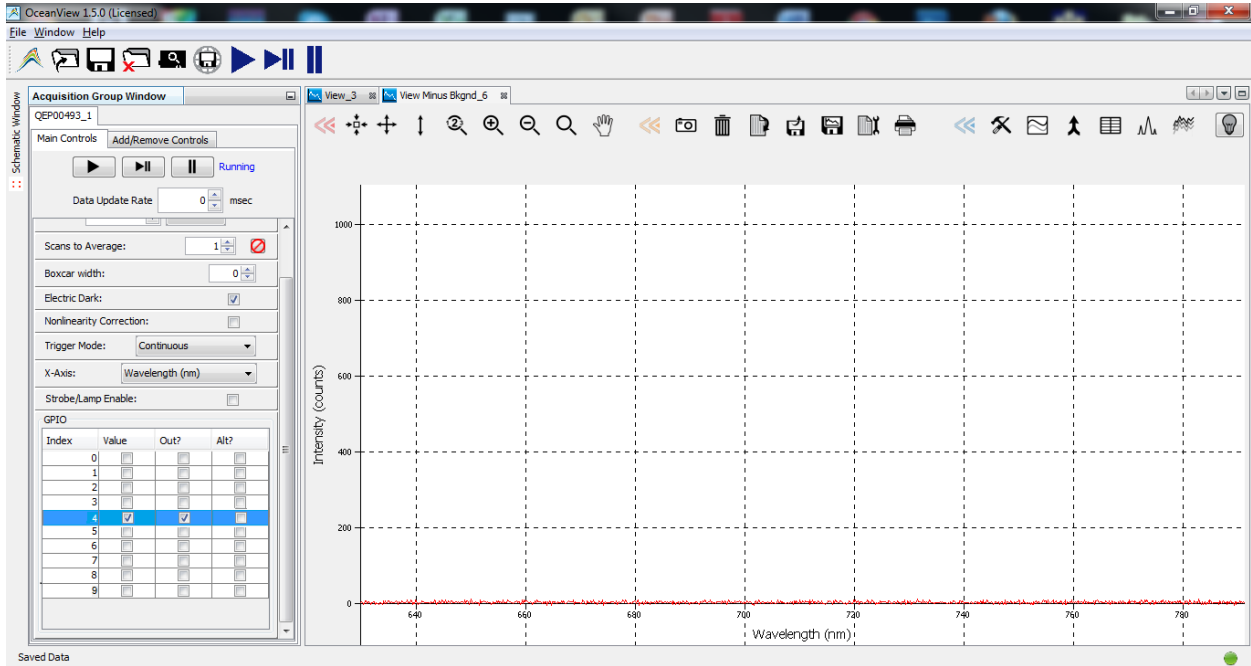 OceanView 1.5.0 (Licensed)
File Window Help
Schematic Window
Acquisition Group Window
QEP00493_1
Main Controls Add/Remove Controls
Running
Data Update Rate 0 msec
Scans to Average: 1
Boxcar width: 0
Electric Dark:
Nonlinearity Correction:
Trigger Mode: Continuous
X-Axis: Wavelength (nm)
Strobe/Lamp Enable:
GPIO
Index Value Out? Alt?
0
1
2
3
4
5
6
7
8
9
View_3 View Minus Bkgnd_6
2
Intensity (counts)
1000
800
600
400
200
0
640 660 680 700 720 740 760 780
Wavelength (nm)
Saved Data